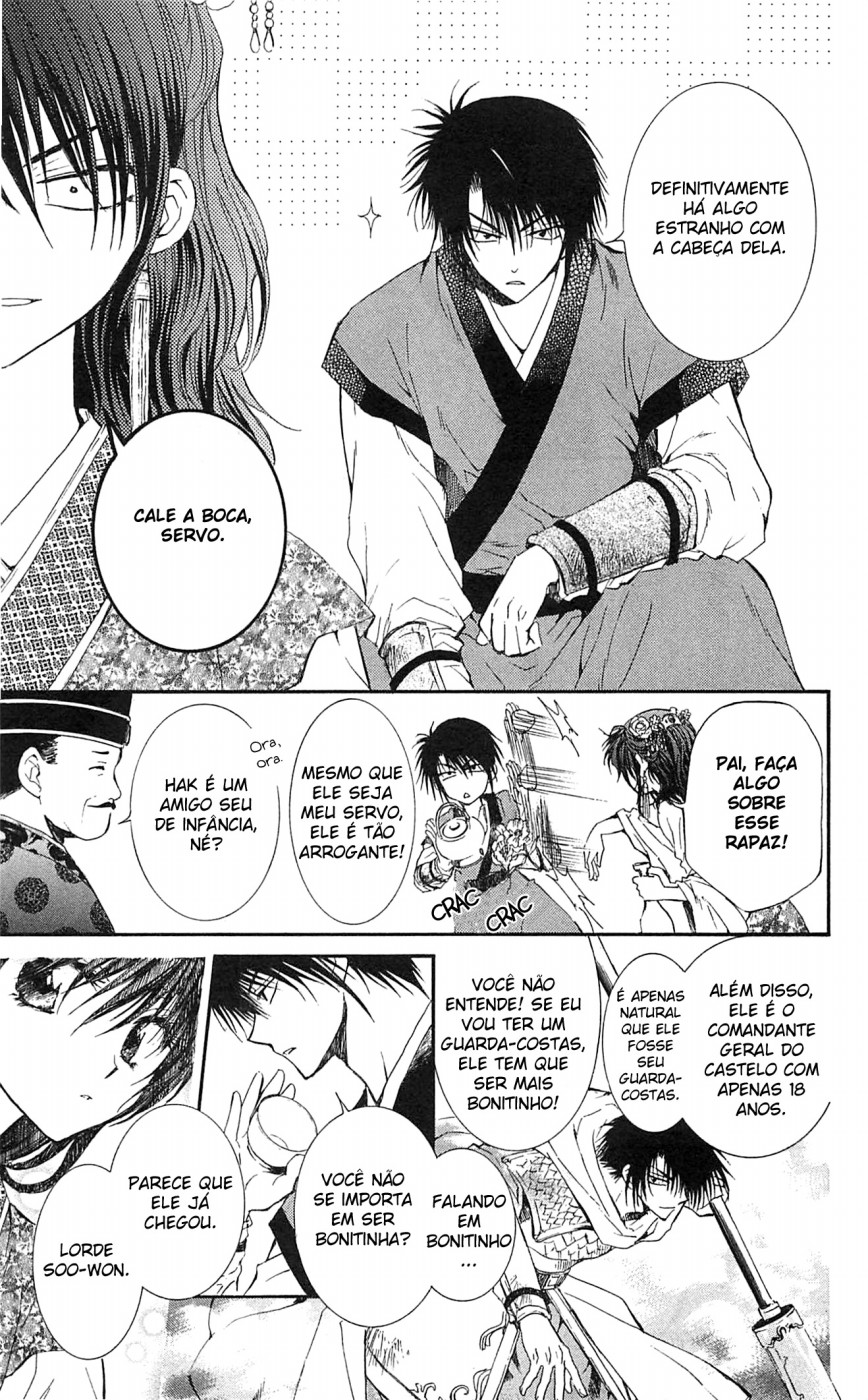 DEFINITIVAMENTE
HÁ ALGO
ESTRANHO COM
A CABEÇA DELA.
CALE A BOCA,
SERVO.
PAI, FAÇA
ALGO
SOBRE
ESSE
RAPAZ!
MESMO QUE
ELE SEJA
MEU SERVO,
ELE É TÃO
ARROGANTE!
CRAC
CRAC
Ora,
ora.
HAK É UM
AMIGO SEU
DE INFÂNCIA,
NÉ?
ALÉM DISSO,
ELE É O
COMANDANTE
GERAL DO
CASTELO COM
APENAS 18
ANOS.
É APENAS
NATURAL
QUE ELE
FOSSE
SEU
GUARDA-
COSTAS.
VOCÊ NÃO
ENTENDE! SE EU
VOU TER UM
GUARDA-COSTAS,
ELE TEM QUE
SER MAIS
BONITINHO!
FALANDO
EM
BONITINHO
...
VOCÊ NÃO
SE IMPORTA
EM SER
BONITINHA?
PARECE QUE
ELE JÁ
CHEGOU.
LORDE
SOO-WON.